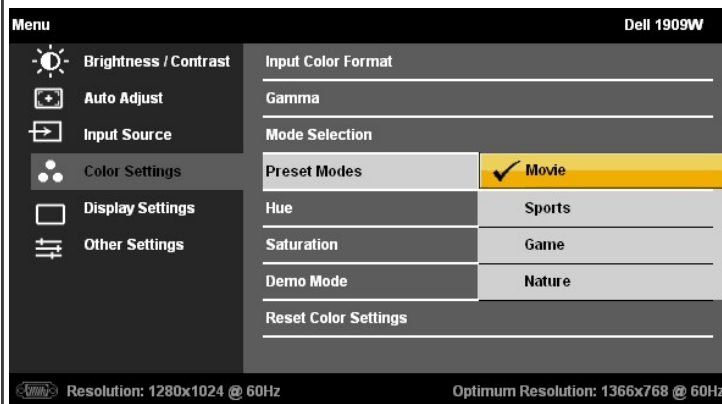 Menu Dell 1909W
Brightness / Contrast Input Color Format
Auto Adjust Gamma
Input Source Mode Selection
Color Settings Preset Modes Movie
Display Settings Hue Sports
Other Settings Saturation Game
Demo Mode Nature
Reset Color Settings
Resolution: 1280x1024 @ 60Hz Optimum Resolution: 1366x768 @ 60Hz